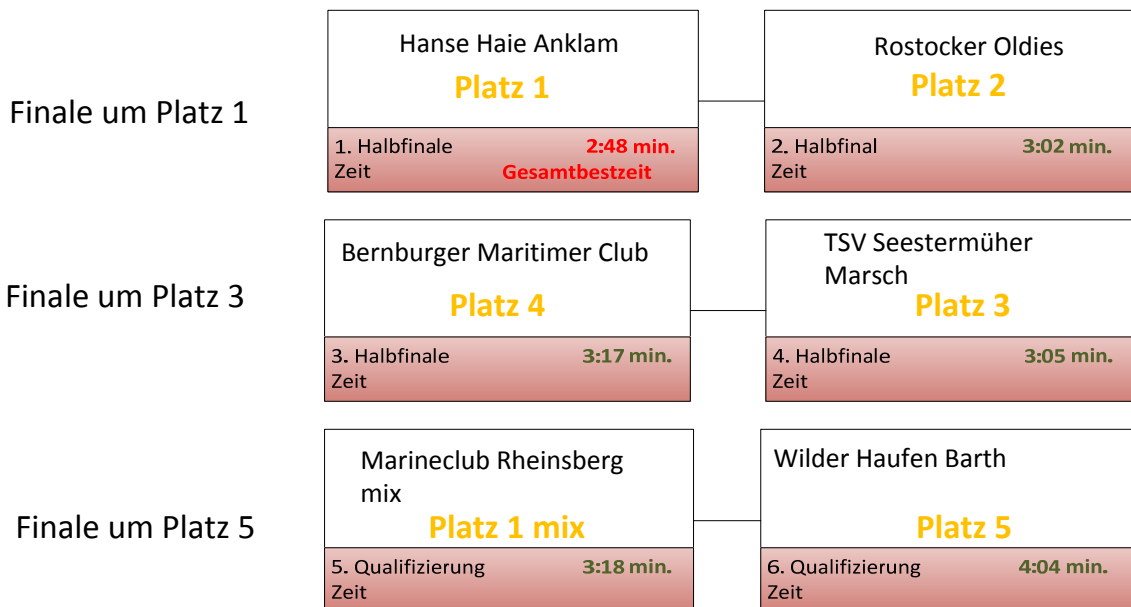 Finale um Platz 1
Hanse Haie Anklam
Platz 1
1. Halbfinale 2:48 min.
Zeit Gesamtbestzeit
Rostocker Oldies
Platz 2
2. Halbfinal 3:02 min.
Zeit
Finale um Platz 3
Bernburger Maritimer Club
Platz 4
3. Halbfinale 3:17 min.
Zeit
TSV Seestermüher
Marsch
Platz 3
4. Halbfinale 3:05 min.
Zeit
Finale um Platz 5
Marineclub Rheinsberg
mix
Platz 1 mix
5. Qualifizierung 3:18 min.
Zeit
Wilder Haufen Barth
Platz 5
6. Qualifizierung 4:04 min.
Zeit